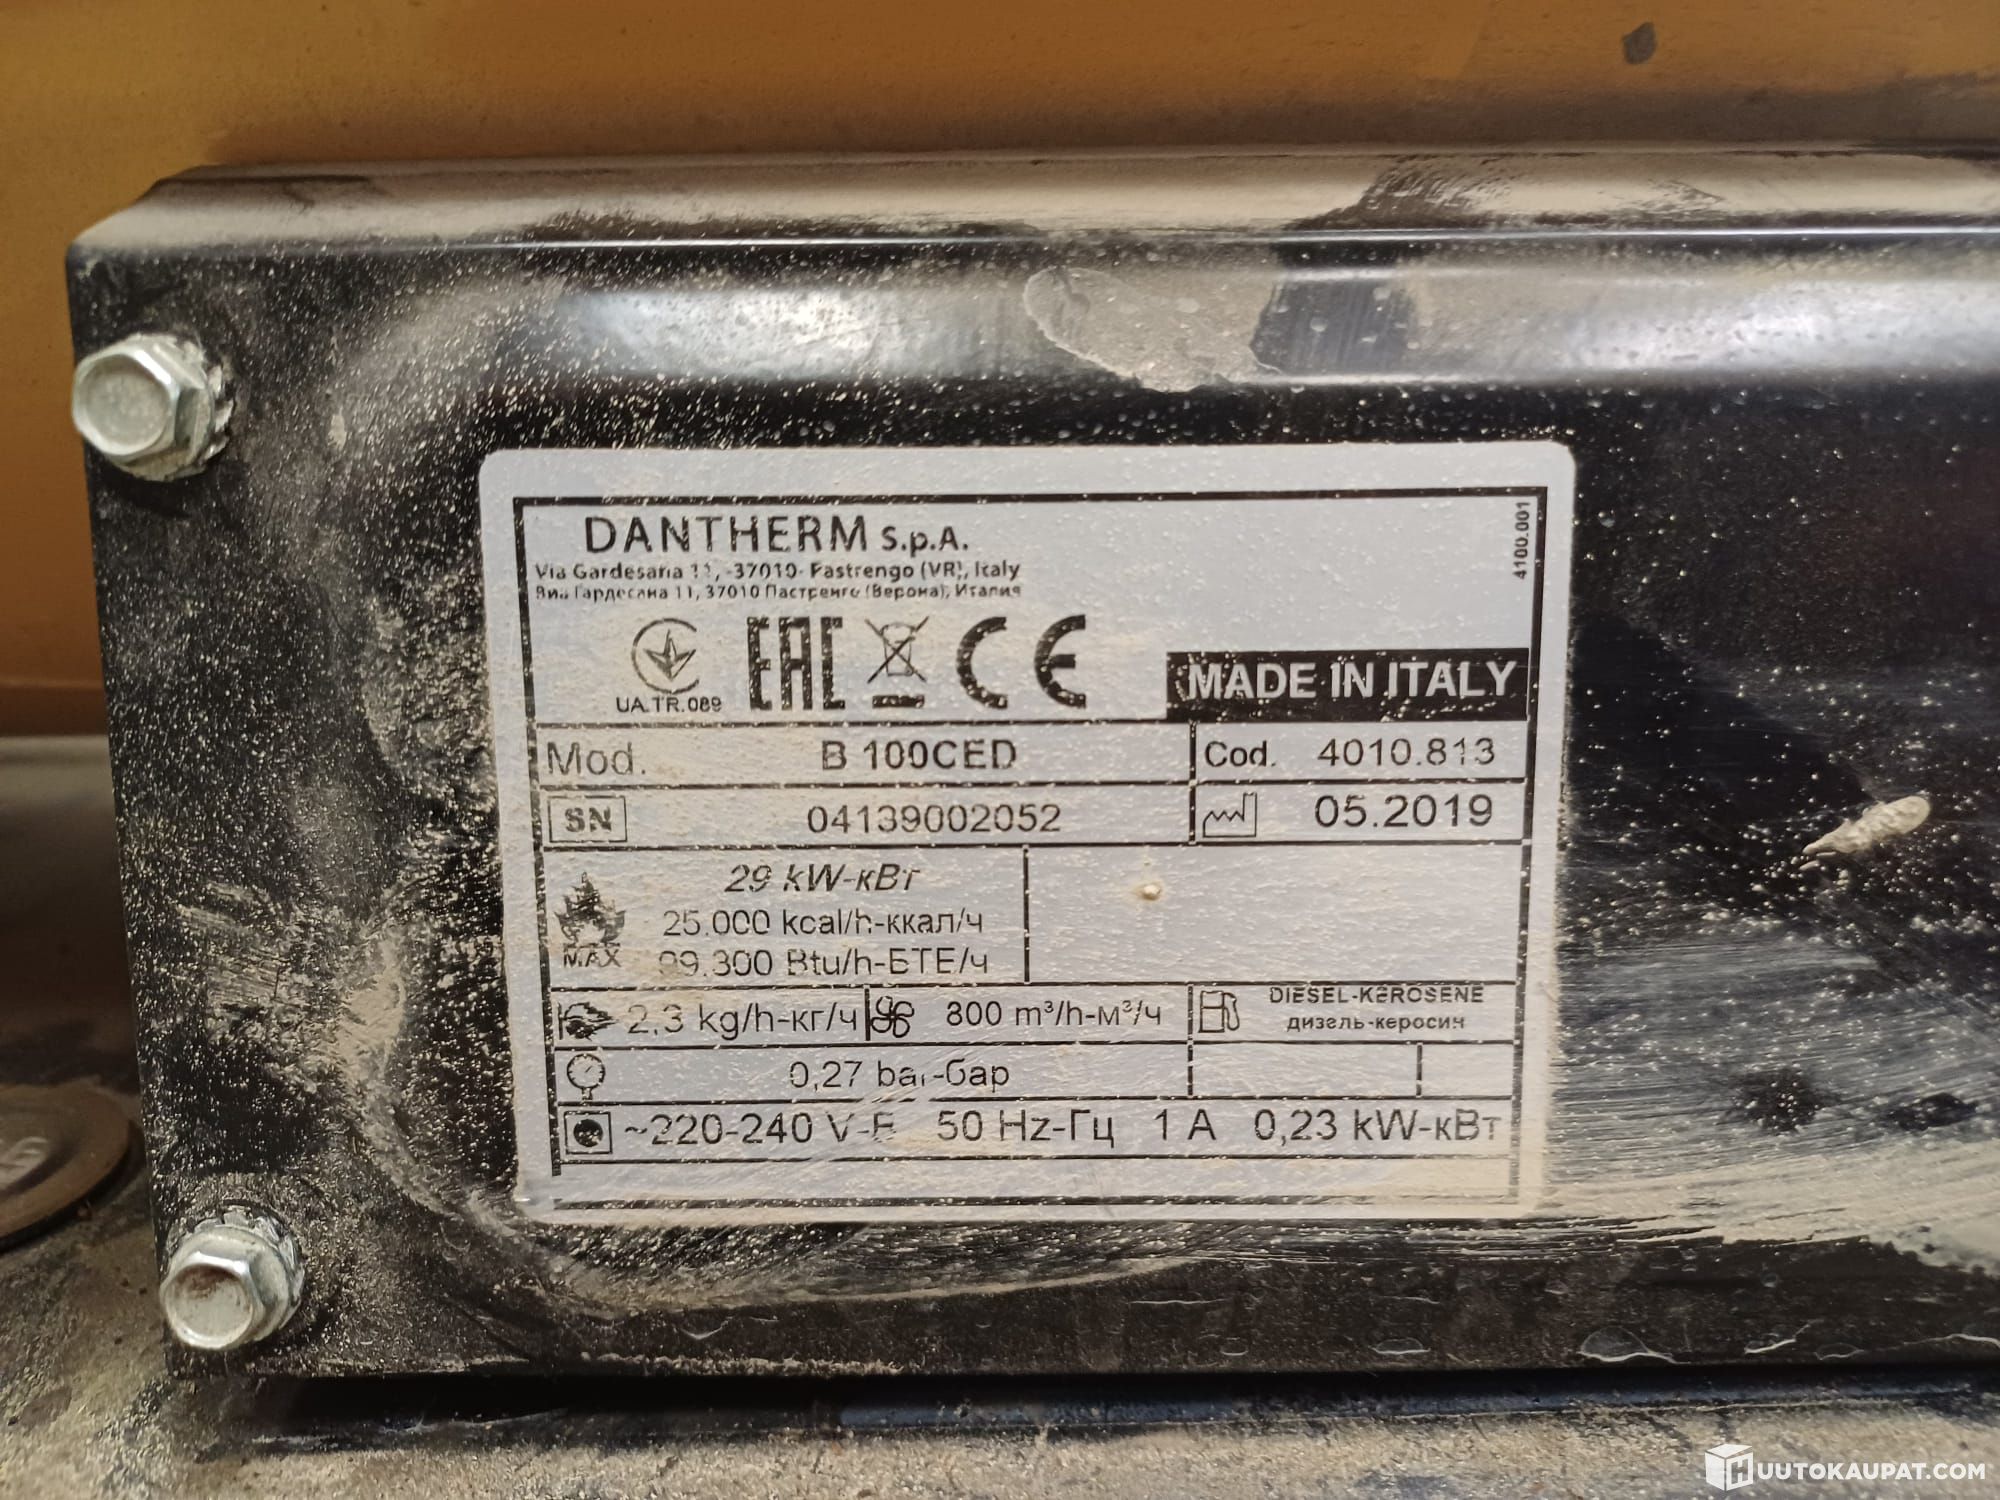 DANTHERM S.p.A.
4100.001
Via Gardesana 11, -37010- Pastrengo (VR), Italy
Виа Гардесана 11, 37010 Пастренго (Верона), Италия
UA.TR.089
EAC
CE
MADE IN ITALY
Mod. B 100CED Cod. 4010.813
SN 04139002052 05.2019
29 kW-кВт
25.000 kcal/h-ккал/ч
MAX 99.300 Btu/h-БТЕ/ч
2,3 kg/h-кг/ч 800 m³/h-м³/ч DIESEL-KEROSENE
дизель-керосин
0,27 bar-бар
~220-240 V-В 50 Hz-Гц 1 A 0,23 kW-кВт
HUUTOKAUPAT.COM